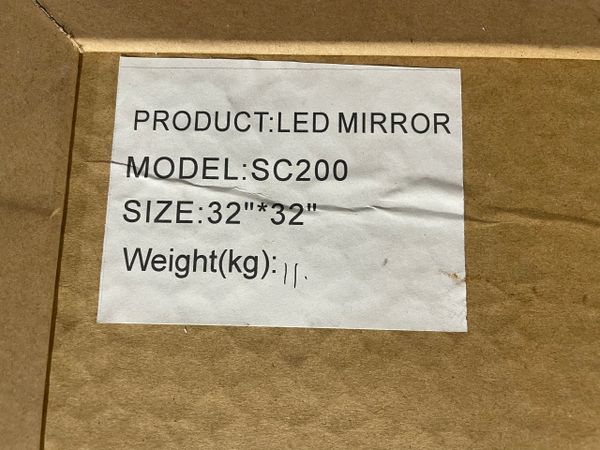 PRODUCT:LED MIRROR
MODEL:SC200
SIZE:32"*32"
Weight(kg):11.